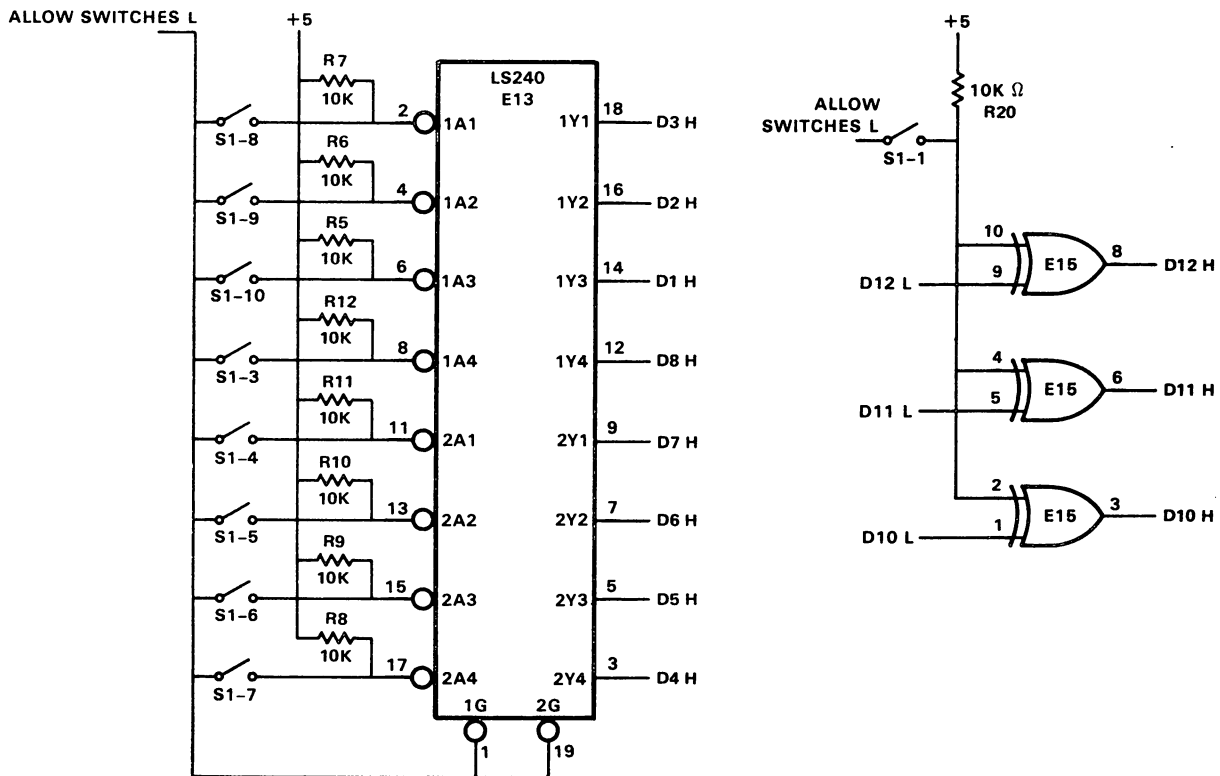 ALLOW SWITCHES L
+5
R7
10K
S1-8
2
1A1
LS240
E13
1Y1
18
D3 H
R6
10K
S1-9
4
1A2
1Y2
16
D2 H
R5
10K
S1-10
6
1A3
1Y3
14
D1 H
R12
10K
S1-3
8
1A4
1Y4
12
D8 H
R11
10K
S1-4
11
2A1
2Y1
9
D7 H
R10
10K
S1-5
13
2A2
2Y2
7
D6 H
R9
10K
S1-6
15
2A3
2Y3
5
D5 H
R8
10K
S1-7
17
2A4
2Y4
3
D4 H
1G
2G
1
19
+5
10K Ω
R20
ALLOW
SWITCHES L
S1-1
10
9
D12 L
E15
8
D12 H
4
5
D11 L
E15
6
D11 H
2
1
D10 L
E15
3
D10 H